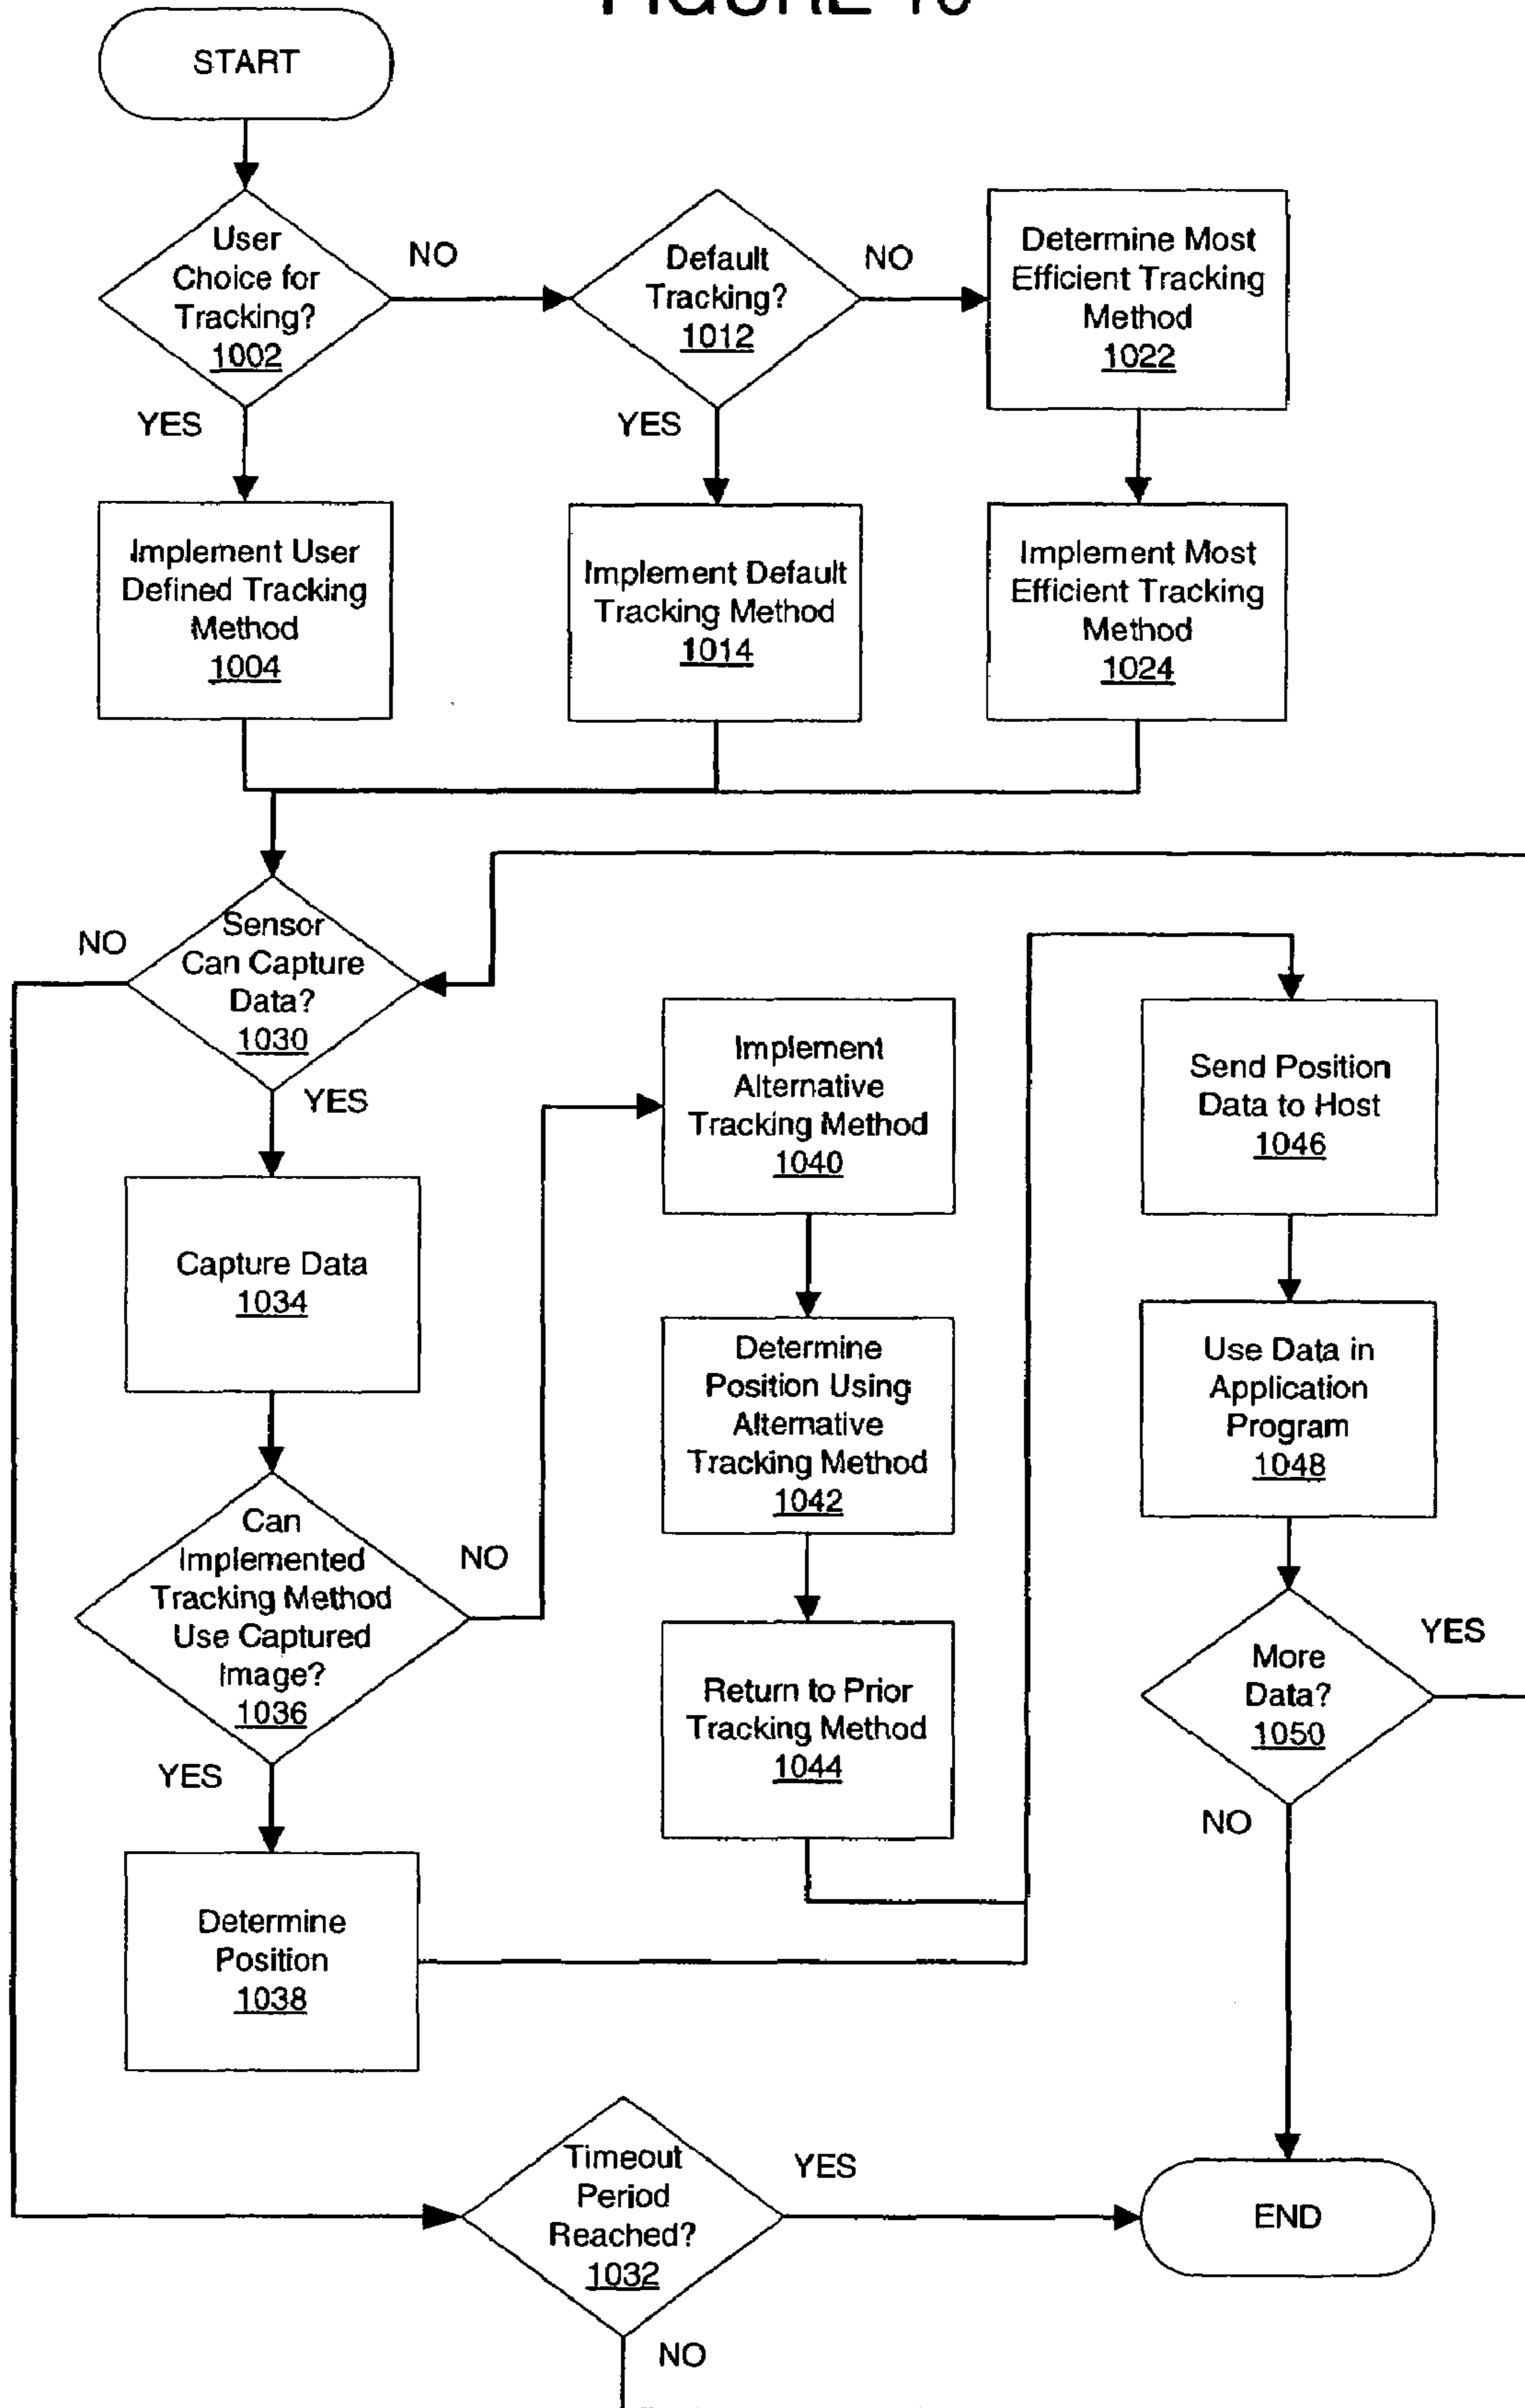 START
User
Choice for
Tracking?
1002
NO
Default
Tracking?
1012
NO
Determine Most
Efficient Tracking
Method
1022
YES
YES
Implement User
Defined Tracking
Method
1004
Implement Default
Tracking Method
1014
Implement Most
Efficient Tracking
Method
1024
Sensor
Can Capture
Data?
1030
NO
YES
Capture Data
1034
Can
Implemented
Tracking Method
Use Captured
Image?
1036
NO
YES
Determine
Position
1038
Implement
Alternative
Tracking Method
1040
Determine
Position Using
Alternative
Tracking Method
1042
Return to Prior
Tracking Method
1044
Send Position
Data to Host
1046
Use Data in
Application
Program
1048
More
Data?
1050
YES
NO
Timeout
Period
Reached?
1032
YES
NO
END